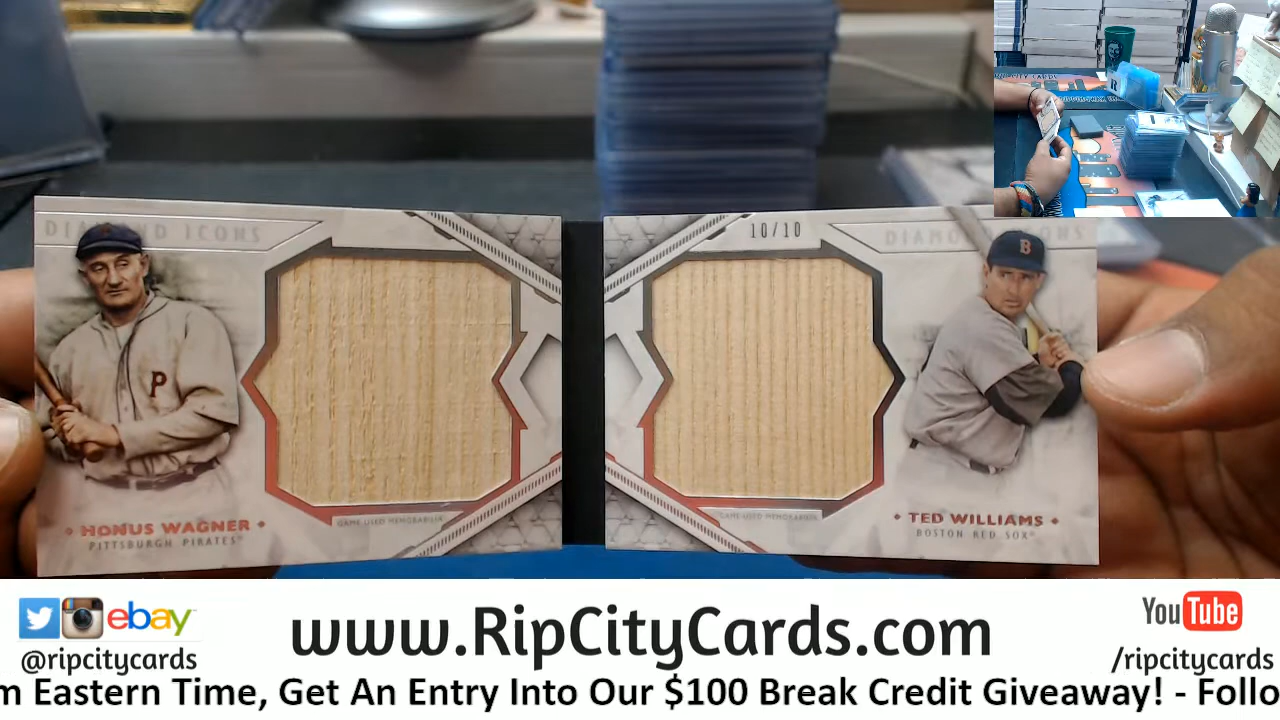 DIAMOND ICONS
P
HONUS WAGNER
PITTSBURGH PIRATES
GAME USED MEMORABILIA
10/10
DIAMOND ICONS
B
TED WILLIAMS
BOSTON RED SOX
GAME USED MEMORABILIA
ebay
@ripcitycards
www.RipCityCards.com
YouTube
/ripcitycards
m Eastern Time, Get An Entry Into Our $100 Break Credit Giveaway! - Follo